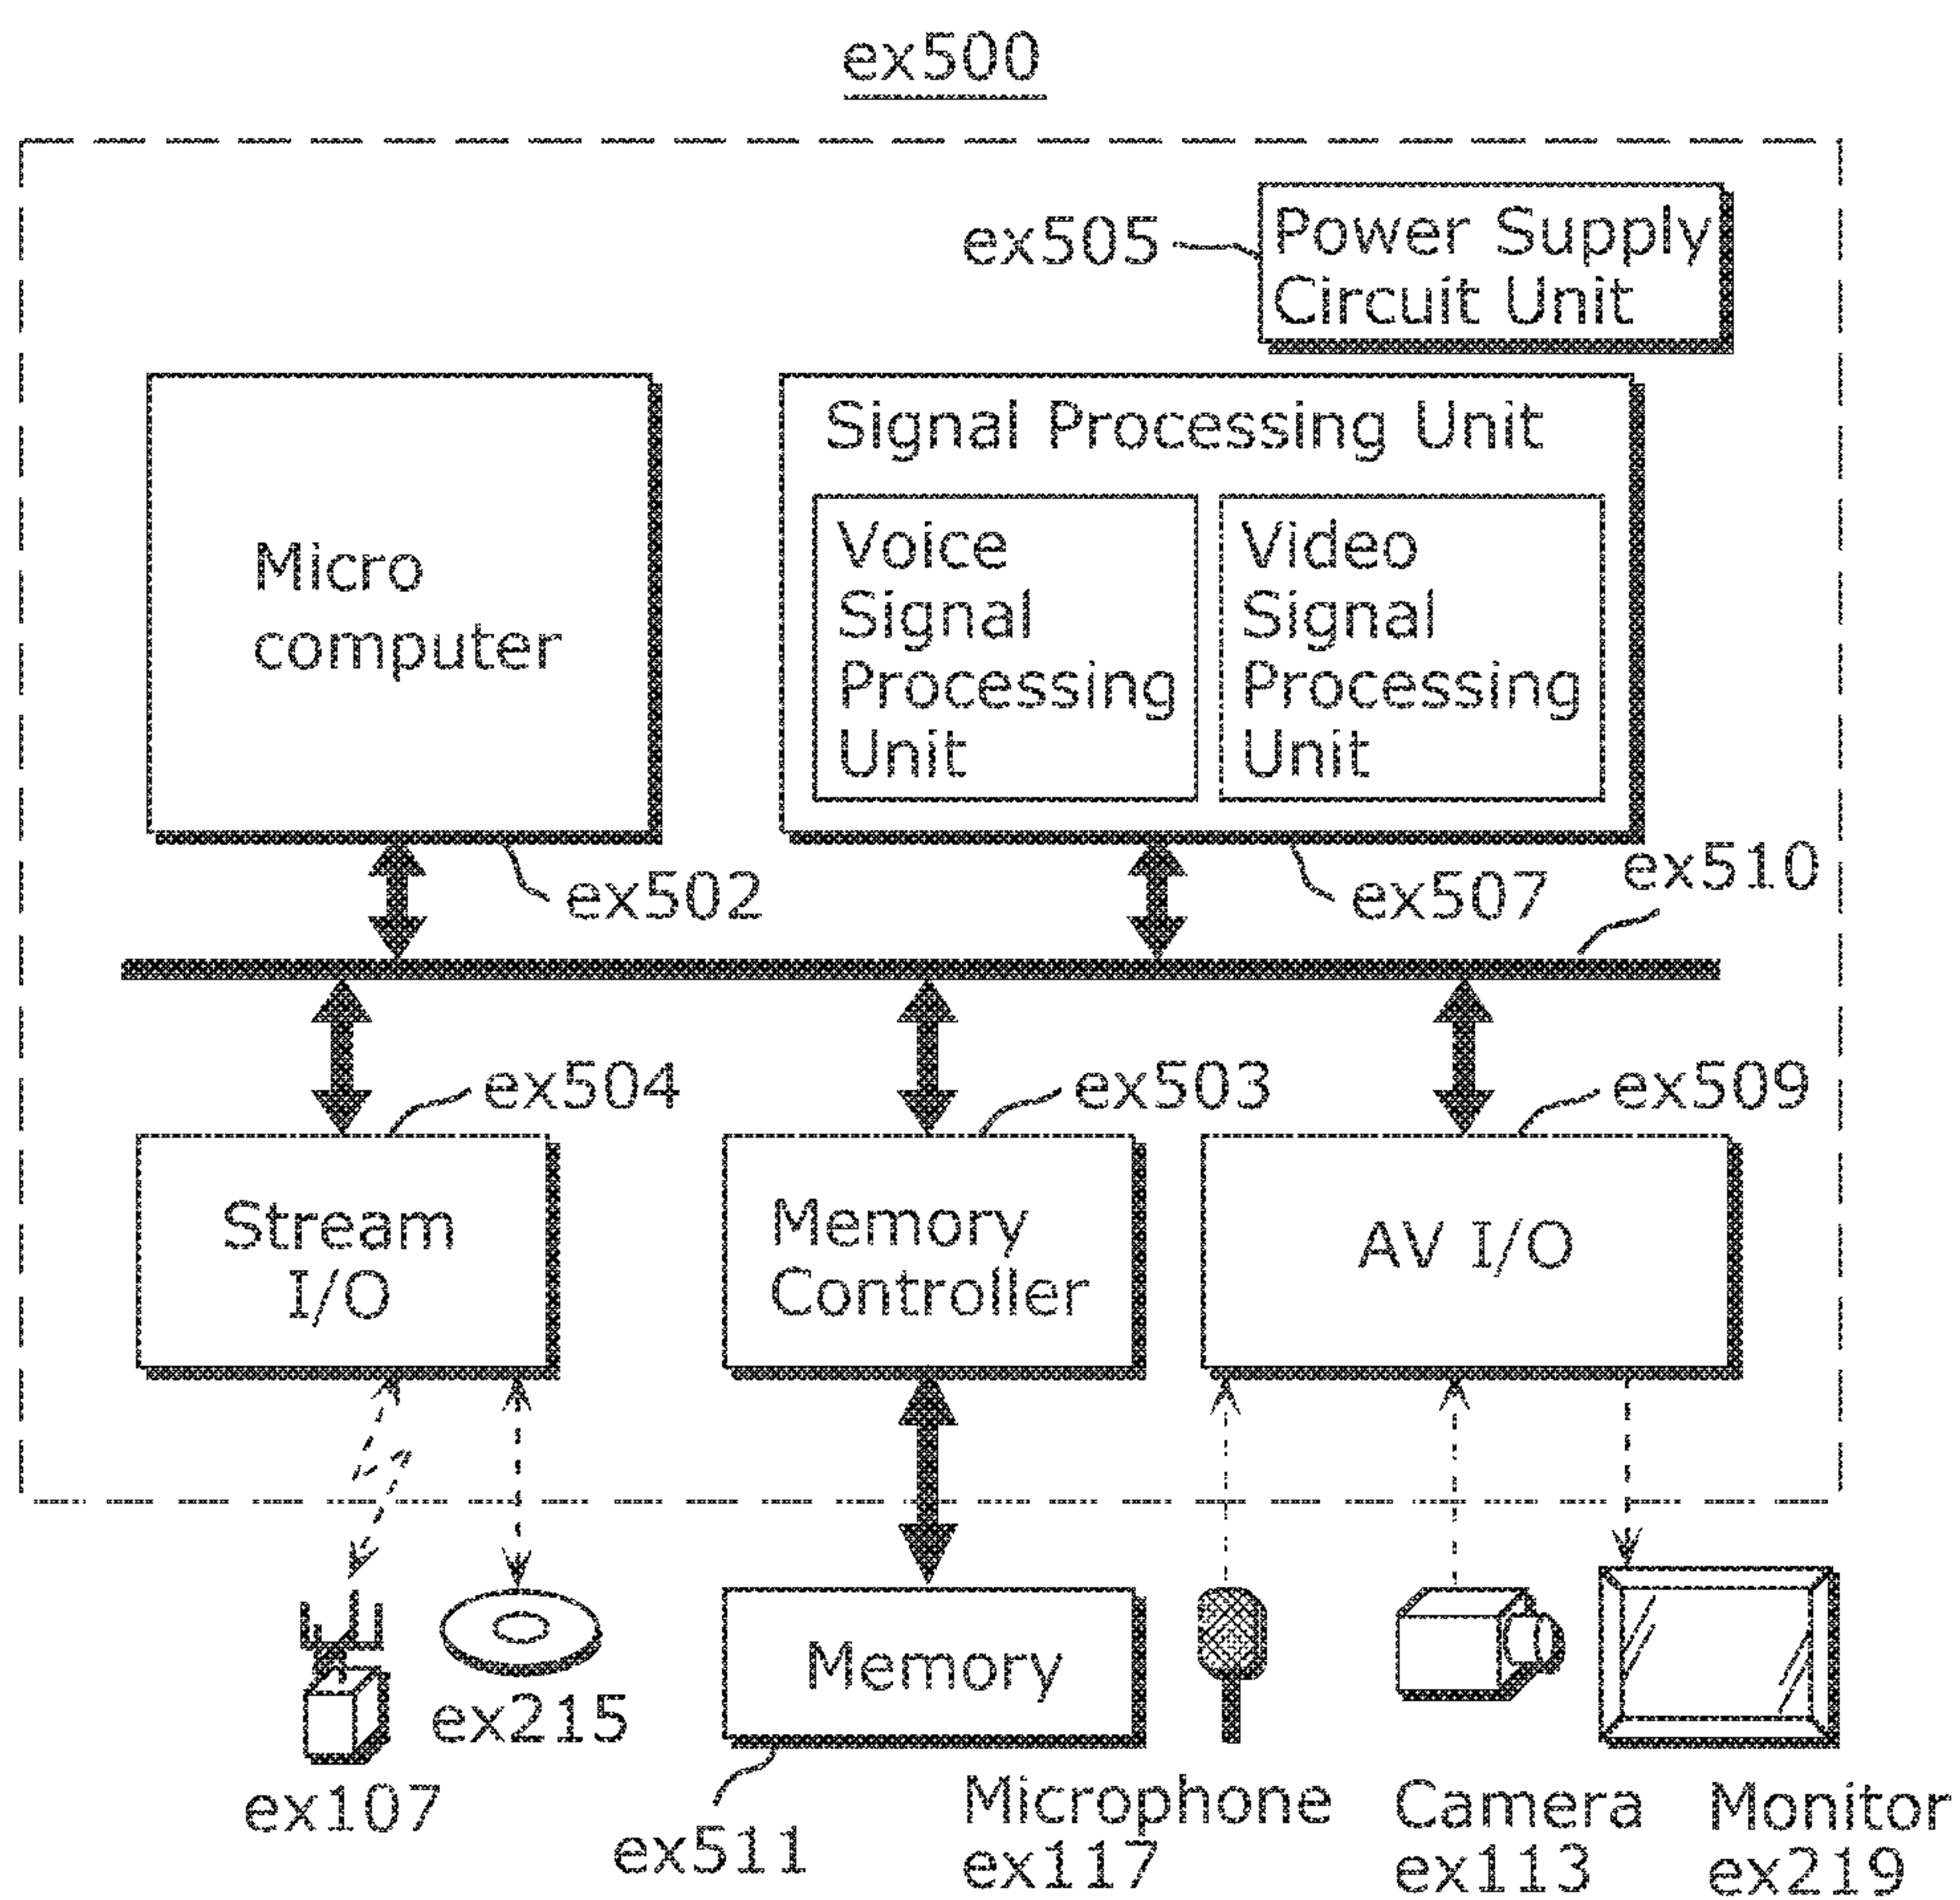 ex500
ex505
Power Supply
Circuit Unit
Micro
computer
Signal Processing Unit
Voice
Signal
Processing
Unit
Video
Signal
Processing
Unit
ex502
ex507
ex510
ex504
ex503
ex509
Stream
I/O
Memory
Controller
AV I/O
Memory
ex215
ex107
ex511
Microphone
ex117
Camera
ex113
Monitor
ex219